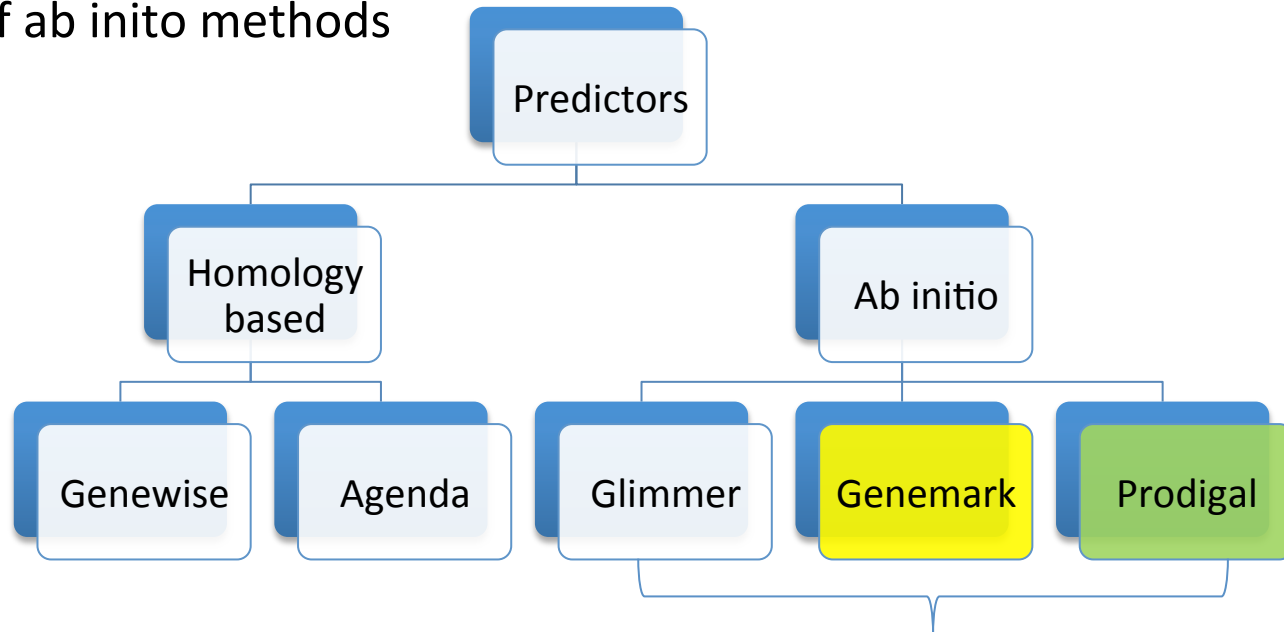 f ab inito methods
Predictors
Homology
based
Ab initio
Genewise
Agenda
Glimmer
Genemark
Prodigal